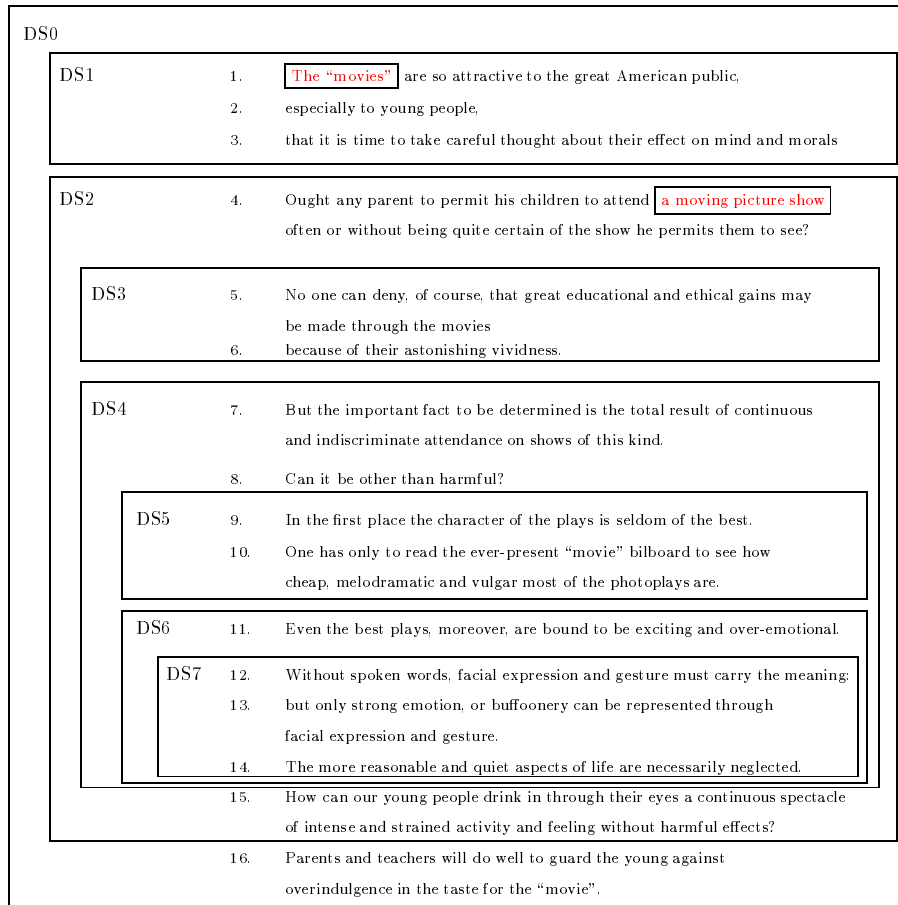 DS0
DS1 1. The “movies” are so attractive to the great American public,
2. especially to young people,
3. that it is time to take careful thought about their effect on mind and morals
DS2 4. Ought any parent to permit his children to attend a moving picture show
often or without being quite certain of the show he permits them to see?
DS3 5. No one can deny, of course, that great educational and ethical gains may
be made through the movies
6. because of their astonishing vividness.
DS4 7. But the important fact to be determined is the total result of continuous
and indiscriminate attendance on shows of this kind.
8. Can it be other than harmful?
DS5 9. In the first place the character of the plays is seldom of the best.
10. One has only to read the ever-present “movie” bilboard to see how
cheap, melodramatic and vulgar most of the photoplays are.
DS6 11. Even the best plays, moreover, are bound to be exciting and over-emotional.
DS7 12. Without spoken words, facial expression and gesture must carry the meaning:
13. but only strong emotion, or buffoonery can be represented through
facial expression and gesture.
14. The more reasonable and quiet aspects of life are necessarily neglected.
15. How can our young people drink in through their eyes a continuous spectacle
of intense and strained activity and feeling without harmful effects?
16. Parents and teachers will do well to guard the young against
overindulgence in the taste for the “movie”.